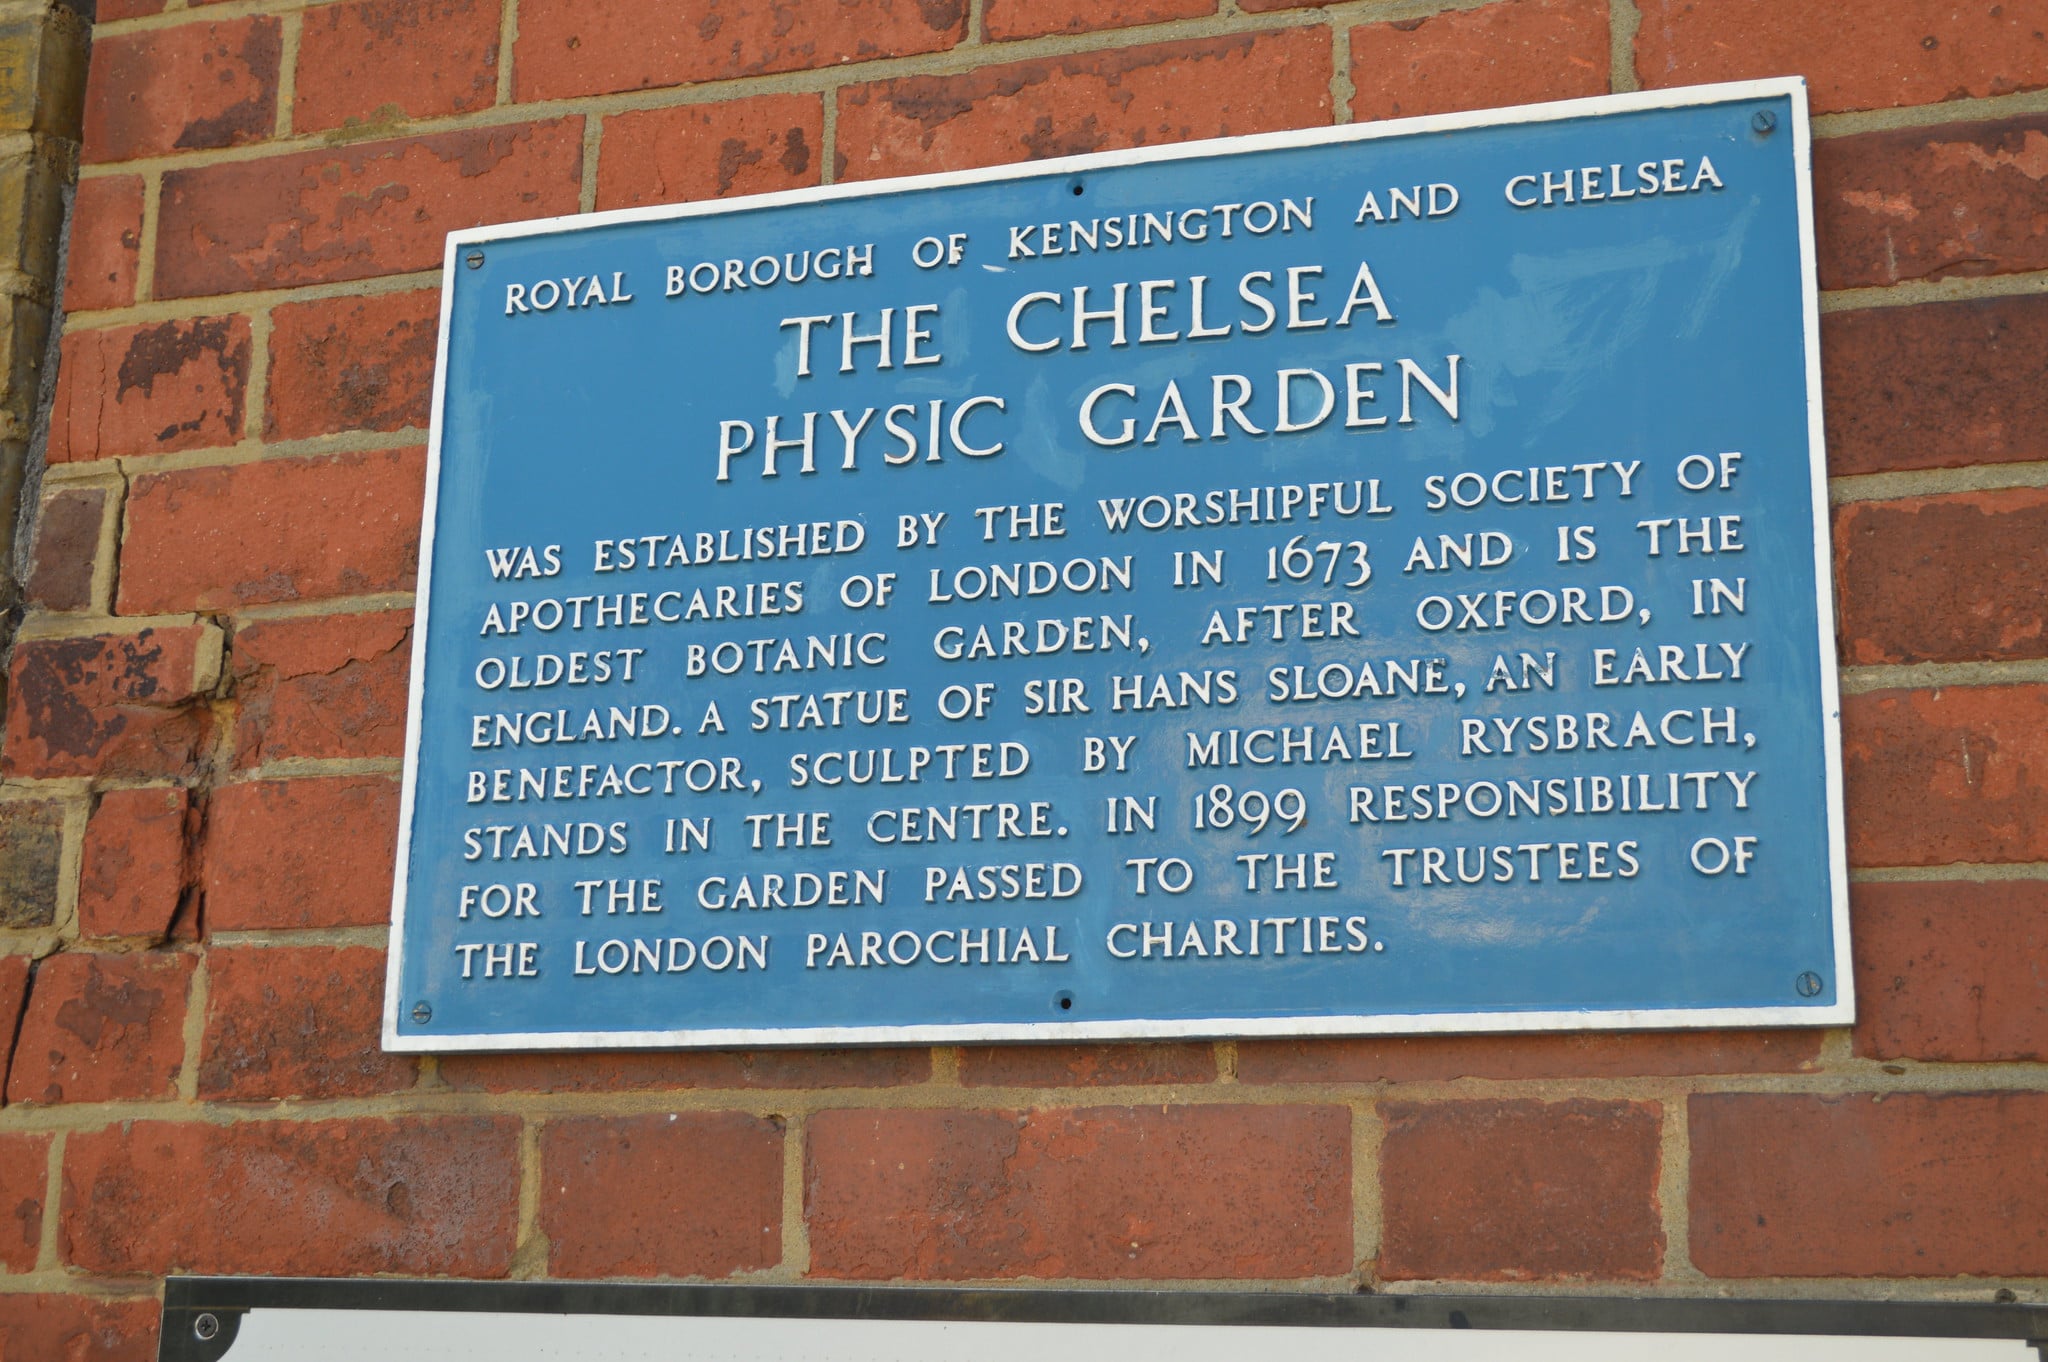 ROYAL BOROUGH OF KENSINGTON AND CHELSEA
THE CHELSEA
PHYSIC GARDEN
WAS ESTABLISHED BY THE WORSHIPFUL SOCIETY OF
APOTHECARIES OF LONDON IN 1673 AND IS THE
OLDEST BOTANIC GARDEN, AFTER OXFORD, IN
ENGLAND. A STATUE OF SIR HANS SLOANE, AN EARLY
BENEFACTOR, SCULPTED BY MICHAEL RYSBRACH,
STANDS IN THE CENTRE. IN 1899 RESPONSIBILITY
FOR THE GARDEN PASSED TO THE TRUSTEES OF
THE LONDON PAROCHIAL CHARITIES.